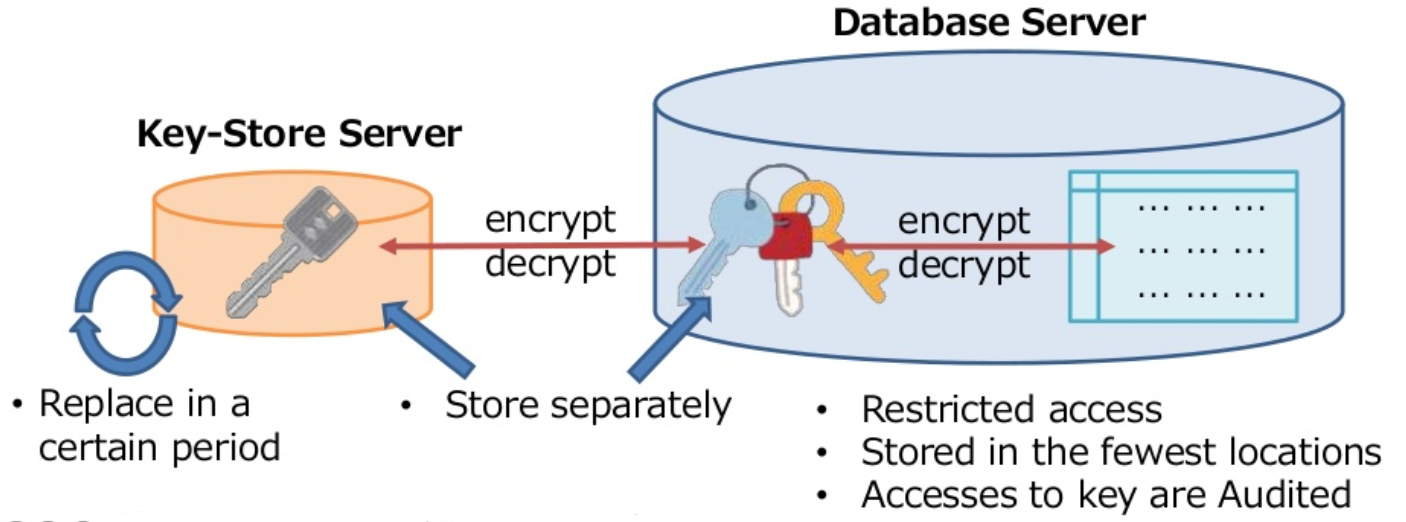 Database Server
Key-Store Server
encrypt
decrypt
encrypt
decrypt
... ... ...
... ... ...
... ... ...
• Replace in a
certain period
• Store separately
• Restricted access
• Stored in the fewest locations
• Accesses to key are Audited